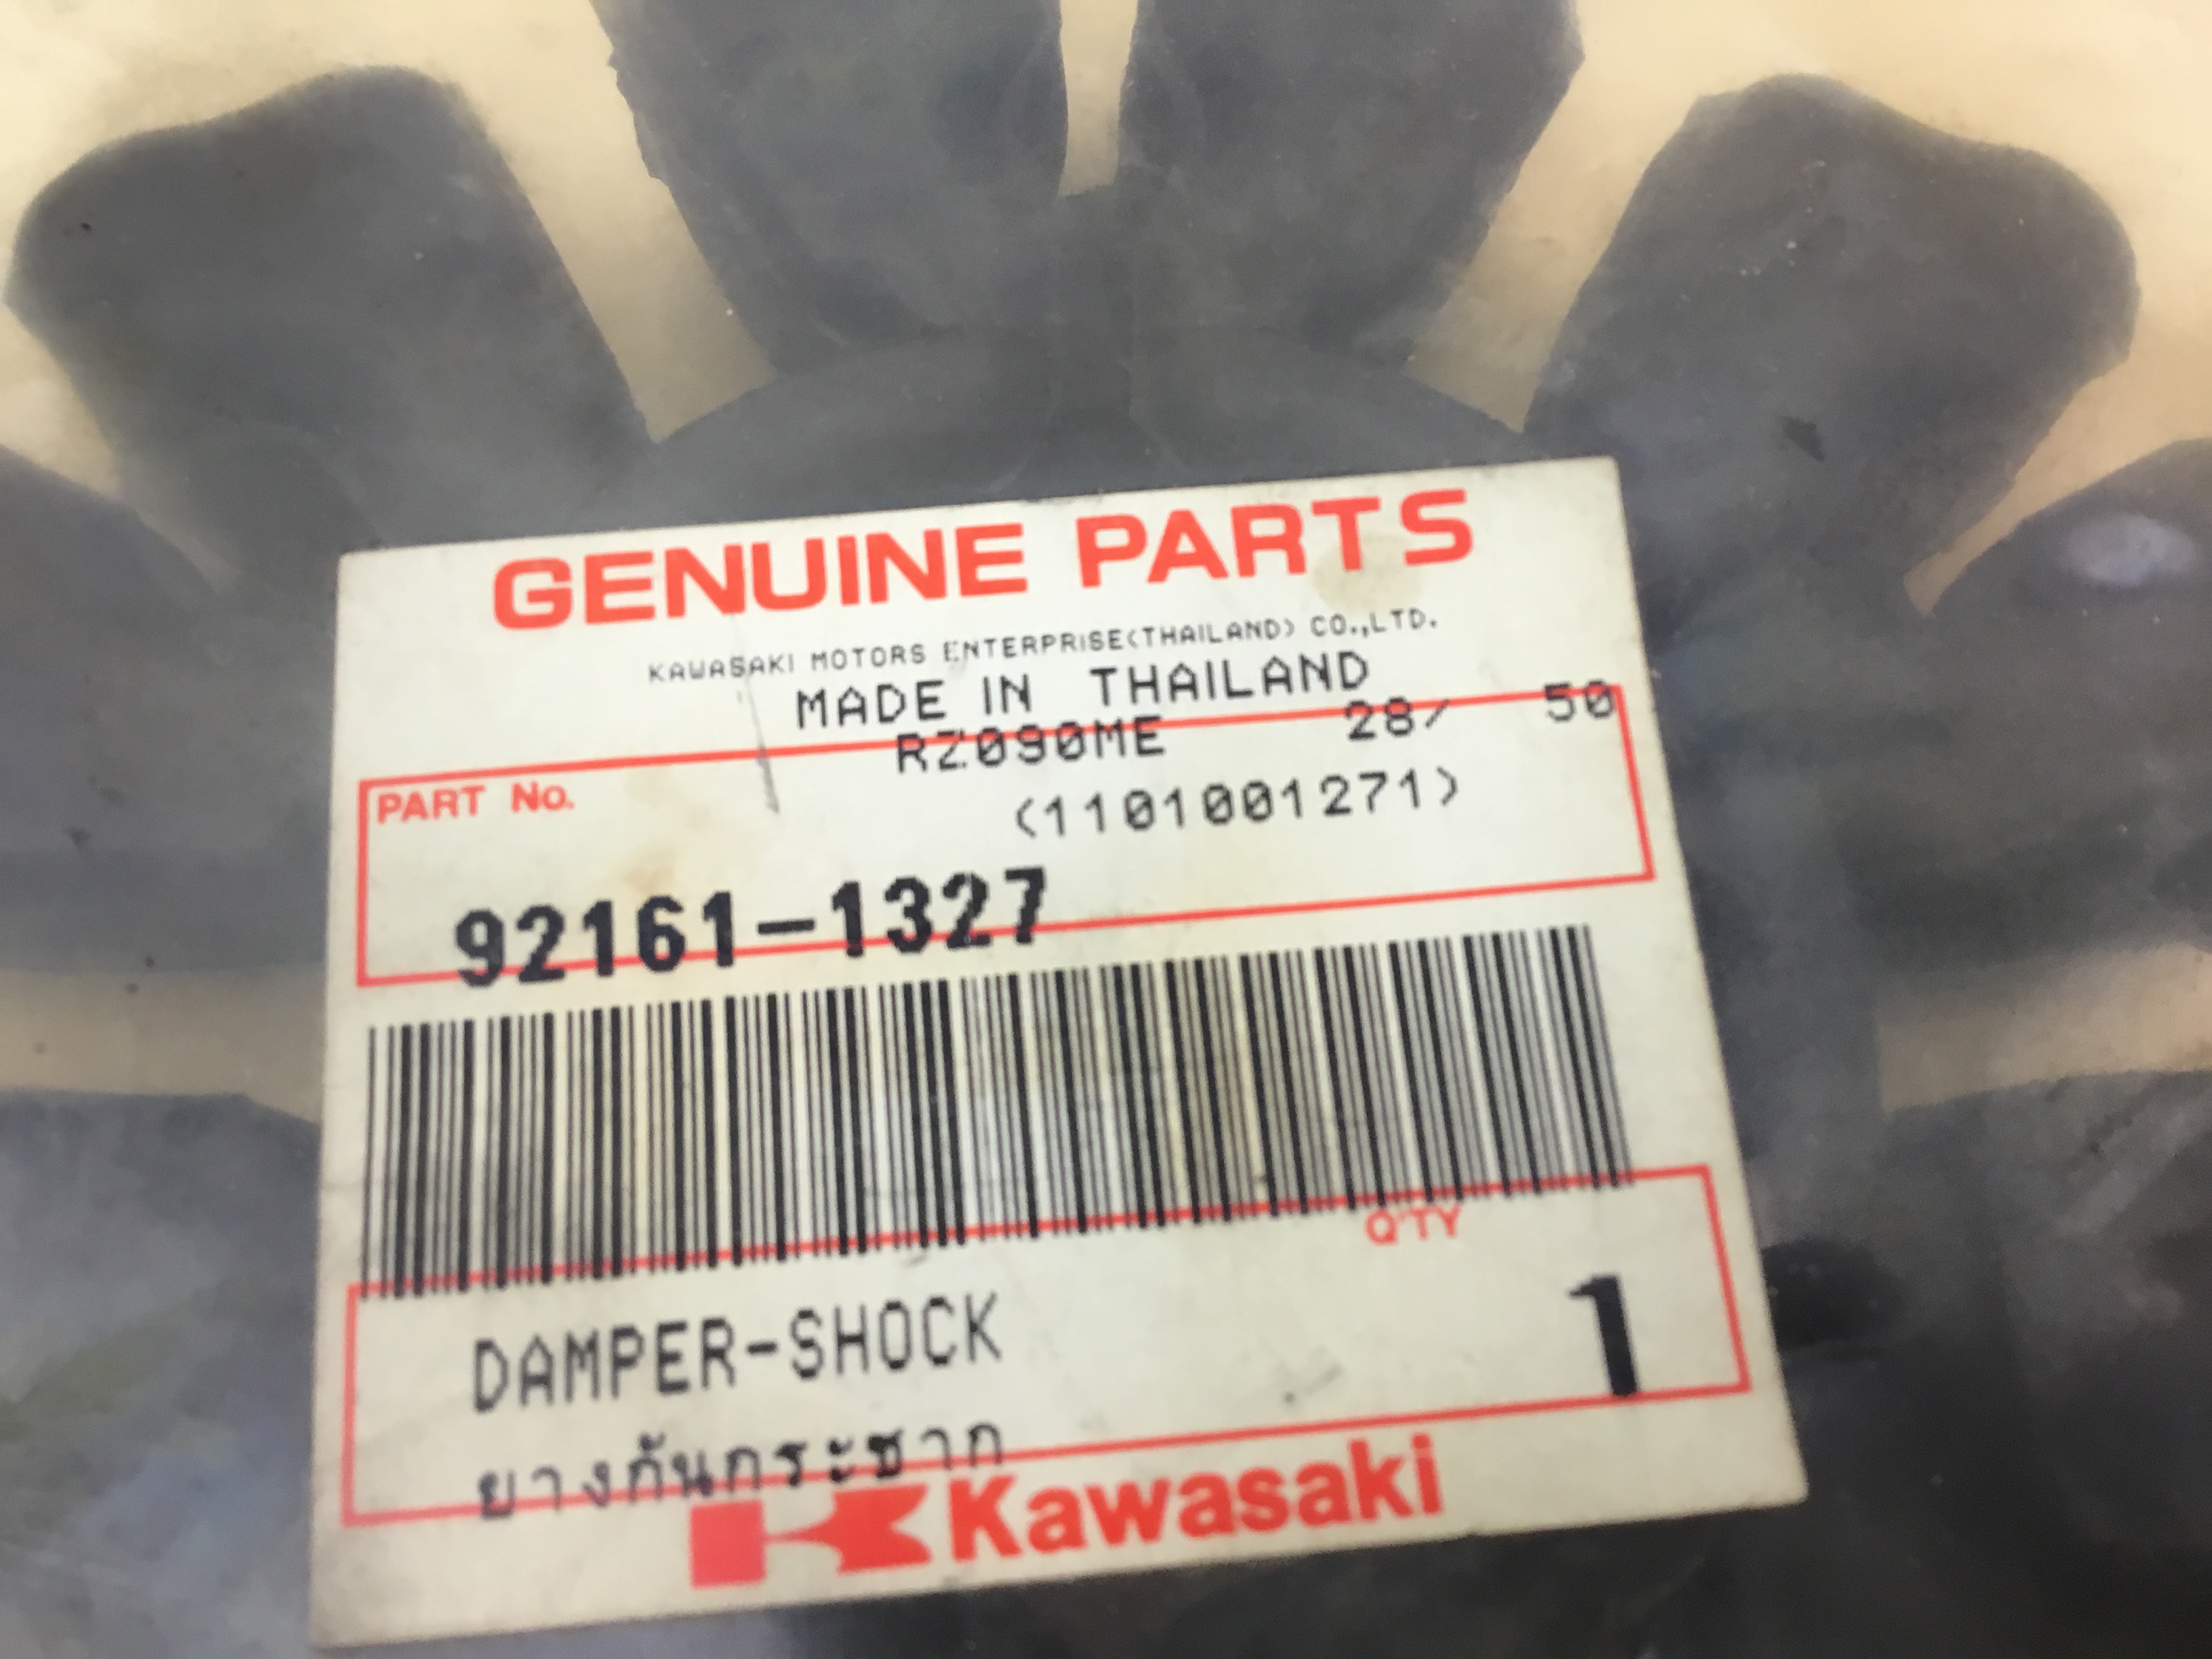 GENUINE PARTS
KAWASAKI MOTORS ENTERPRISE(THAILAND) CO.,LTD.
MADE IN THAILAND
RZ090ME 28/ 50
PART No.
(1101001271)
92161-1327
Q'TY
DAMPER-SHOCK
1
ยางกันกระชาก
Kawasaki